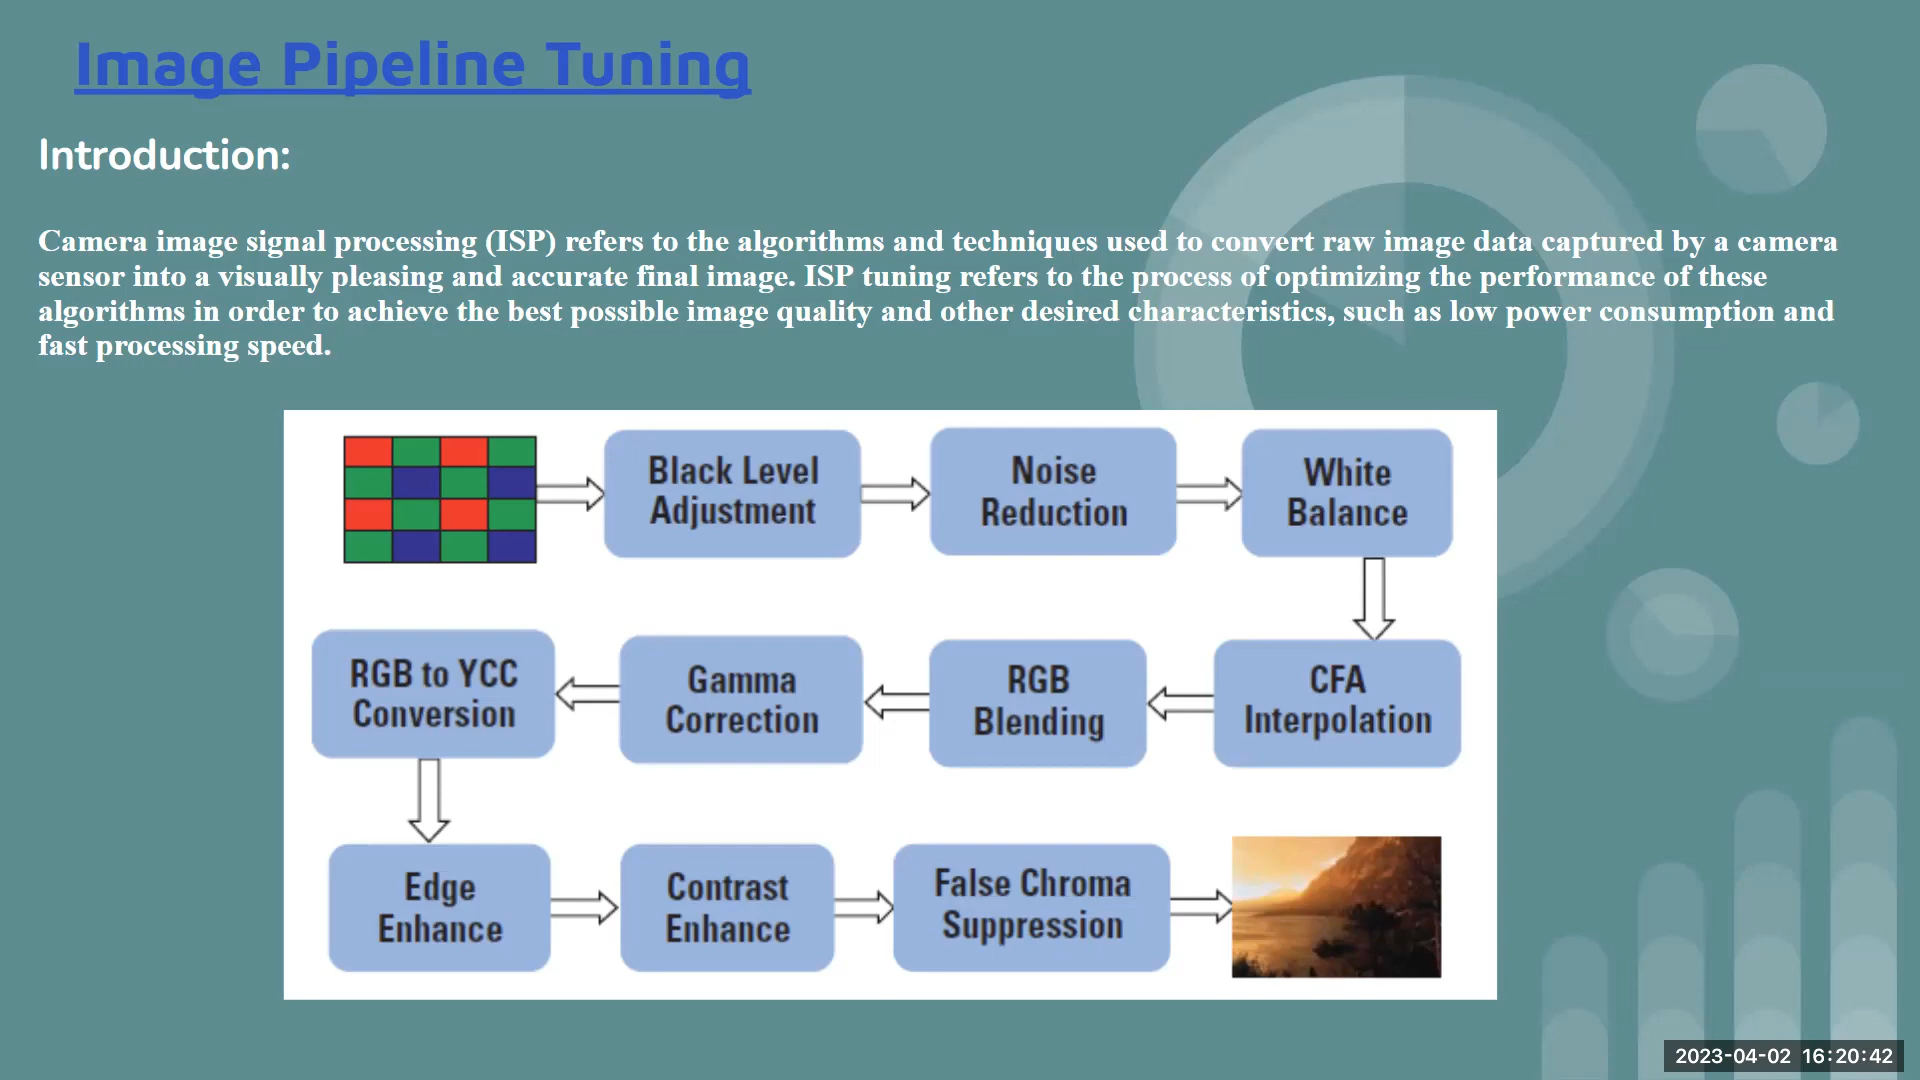 Image Pipeline Tuning
Introduction:
Camera image signal processing (ISP) refers to the algorithms and techniques used to convert raw image data captured by a camera
sensor into a visually pleasing and accurate final image. ISP tuning refers to the process of optimizing the performance of these
algorithms in order to achieve the best possible image quality and other desired characteristics, such as low power consumption and
fast processing speed.
Black Level
Adjustment
Noise
Reduction
White
Balance
RGB to YCC
Conversion
Gamma
Correction
RGB
Blending
CFA
Interpolation
Edge
Enhance
Contrast
Enhance
False Chroma
Suppression
2023-04-02 16:20:42